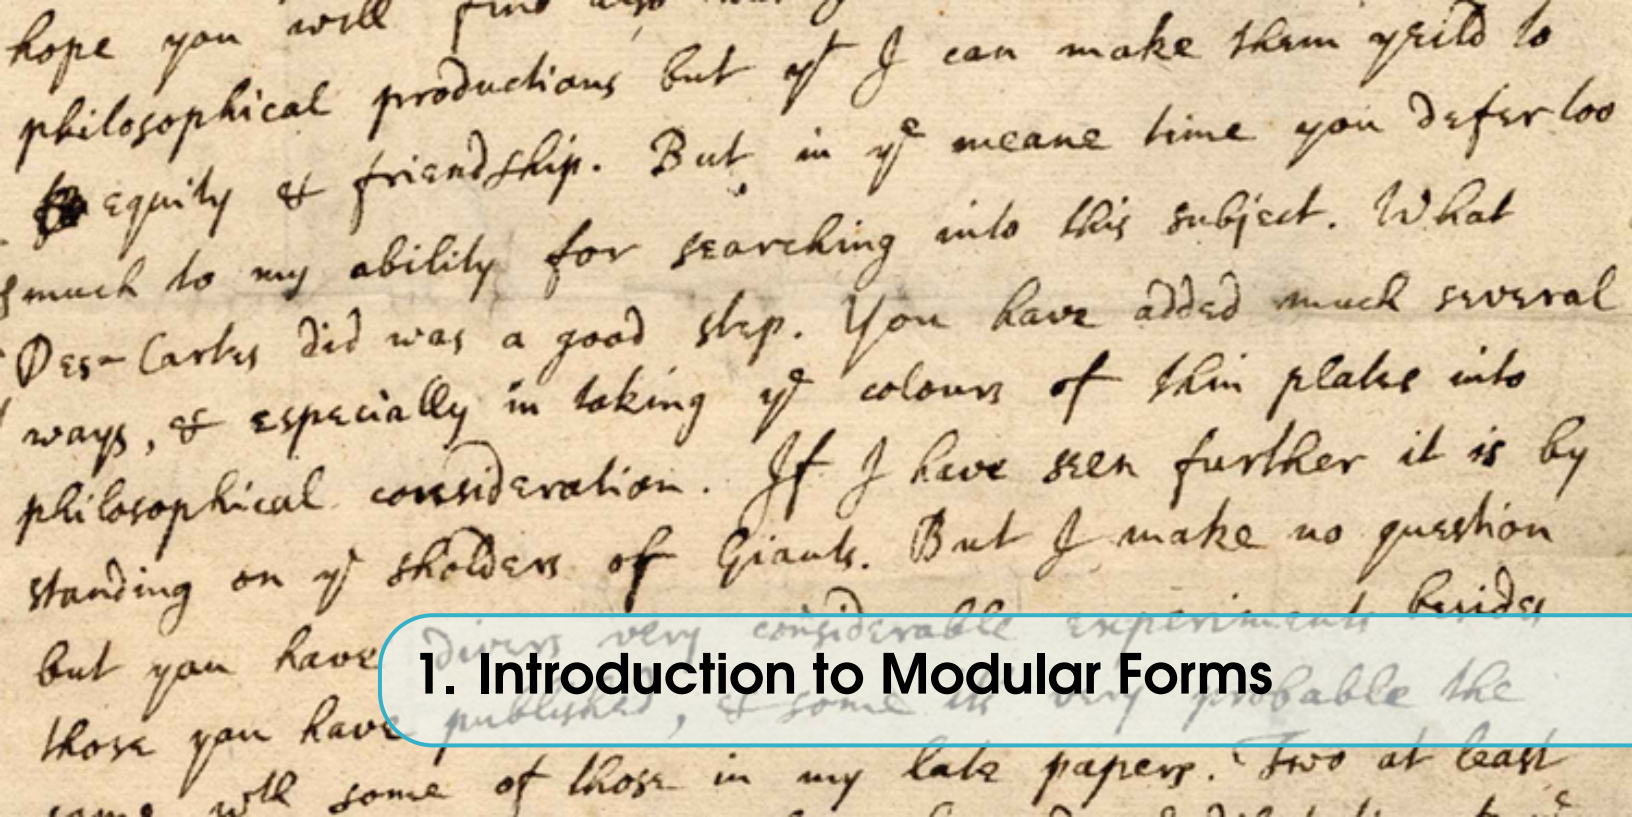 hope you will find also
philosophical productions but yt I can make them yeild to
equity & friendship. But in ye meane time you defer too
much to my ability for searching into this subject. What
Des-Cartes did was a good step. You have added much several
ways, & especially in taking ye colours of thin plates into
philosophical consideration. If I have seen further it is by
standing on ye sholders of Giants. But I make no question
but you have divers very considerable experiments besides
those you have published, & some its very probable the
1. Introduction to Modular Forms
same wth some of those in my late papers. Two at least